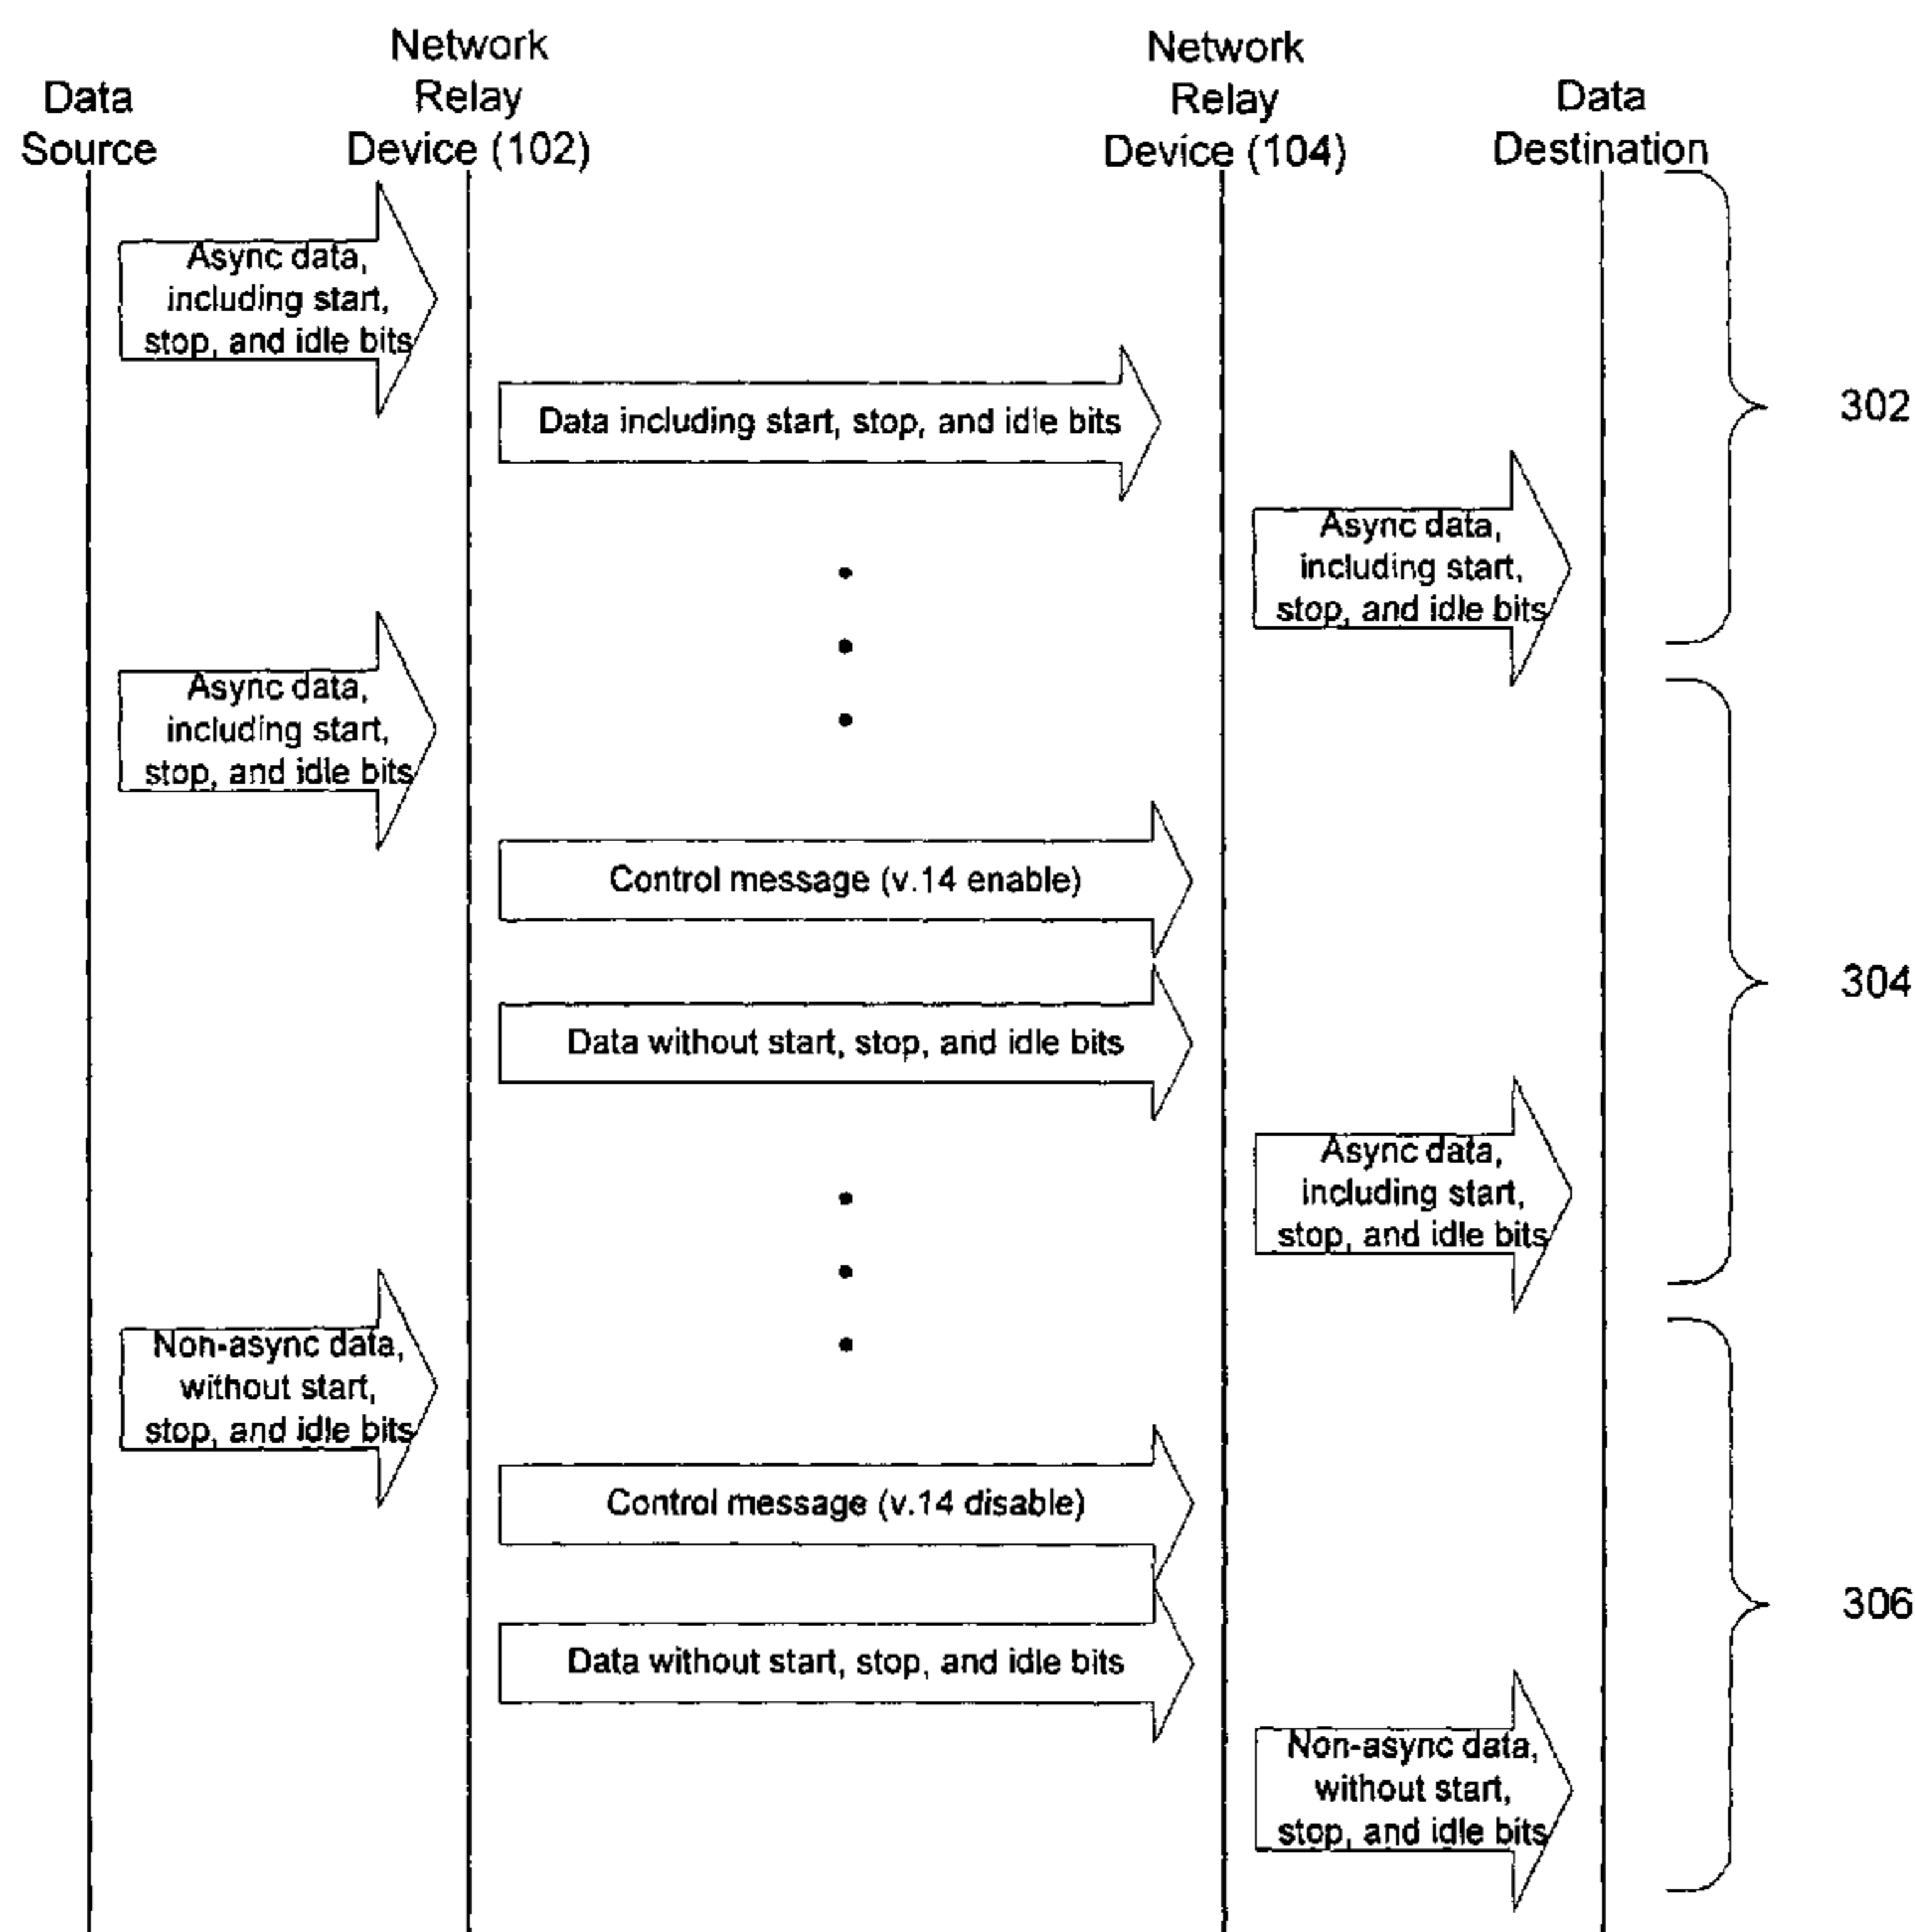 Data
Source
Network
Relay
Device (102)
Network
Relay
Device (104)
Data
Destination
Async data,
including start,
stop, and idle bits
Data including start, stop, and idle bits
302
Async data,
including start,
stop, and idle bits
Async data,
including start,
stop, and idle bits
Control message (v.14 enable)
304
Data without start, stop, and idle bits
Async data,
including start,
stop, and idle bits
Non-async data,
without start,
stop, and idle bits
Control message (v.14 disable)
306
Data without start, stop, and idle bits
Non-async data,
without start,
stop, and idle bits